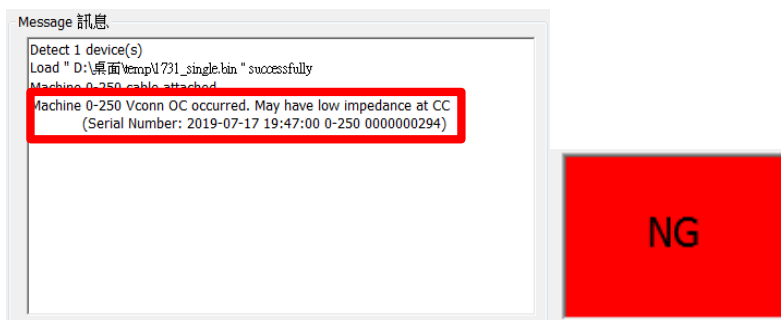 Message 訊息
Detect 1 device(s)
Load " D:\桌面\temp\1731_single.bin " successfully
Machine 0-250 cable attached
Machine 0-250 Vconn OC occurred. May have low impedance at CC
(Serial Number: 2019-07-17 19:47:00 0-250 0000000294)
NG